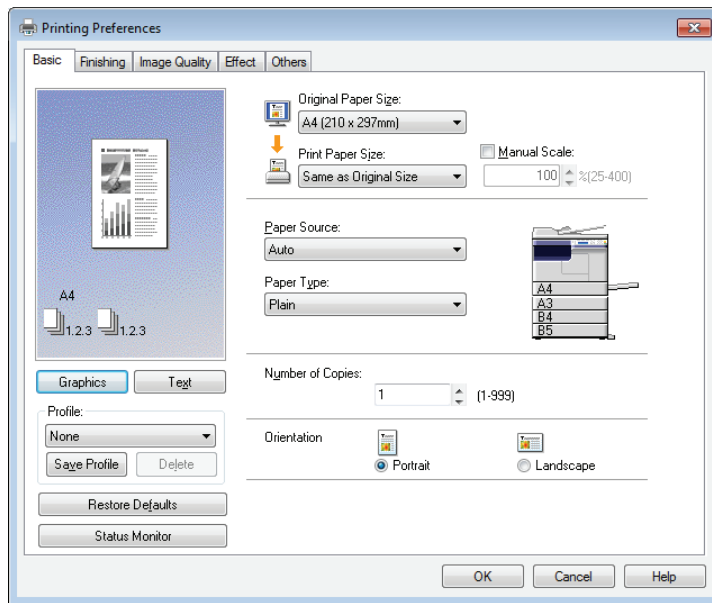 Printing Preferences
Basic Finishing Image Quality Effect Others
Original Paper Size:
A4 (210 x 297mm)
Print Paper Size:
Same as Original Size
Manual Scale:
100 %(25-400)
A4
1.2.3 1.2.3
Paper Source:
Auto
Paper Type:
Plain
A4
A3
B4
B5
Graphics Text
Profile:
None
Save Profile Delete
Restore Defaults
Status Monitor
Number of Copies:
1 (1-999)
Orientation
Portrait Landscape
OK Cancel Help